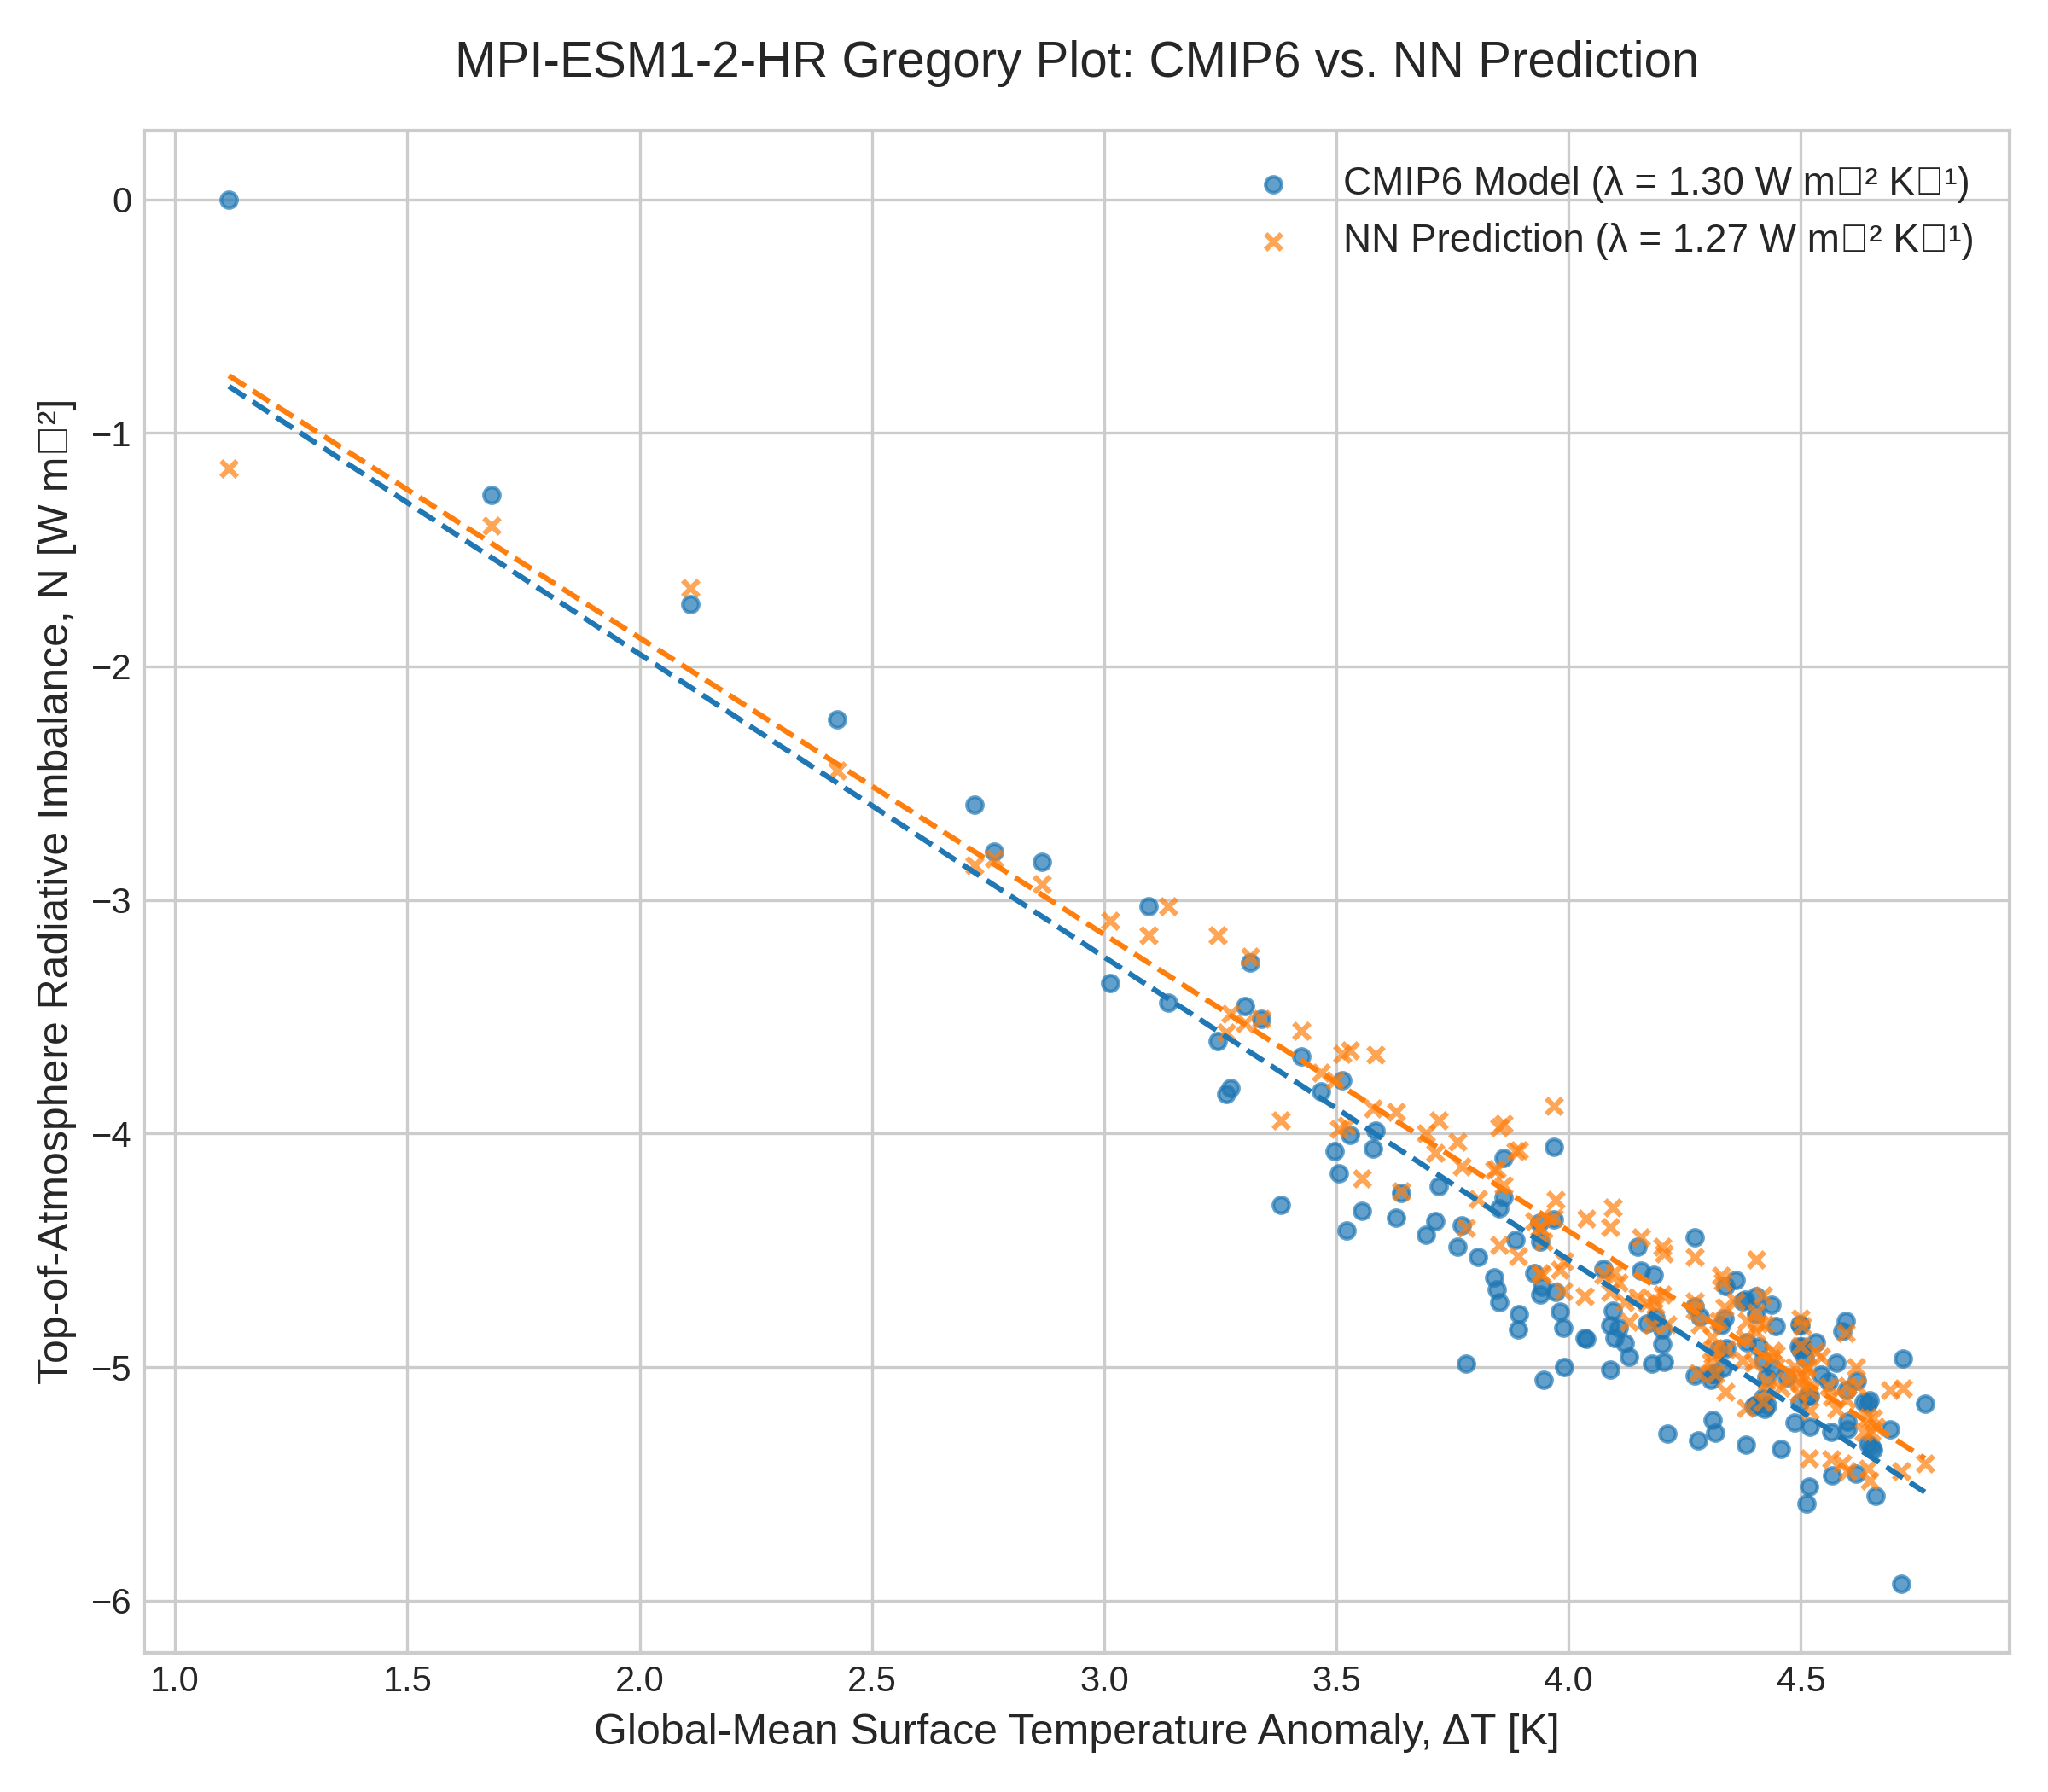 MPI-ESM1-2-HR Gregory Plot: CMIP6 vs. NN Prediction
CMIP6 Model (λ = 1.30 W m□² K□¹)
NN Prediction (λ = 1.27 W m□² K□¹)
Top-of-Atmosphere Radiative Imbalance, N [W m□²]
0
−1
−2
−3
−4
−5
−6
1.0 1.5 2.0 2.5 3.0 3.5 4.0 4.5
Global-Mean Surface Temperature Anomaly, ΔT [K]